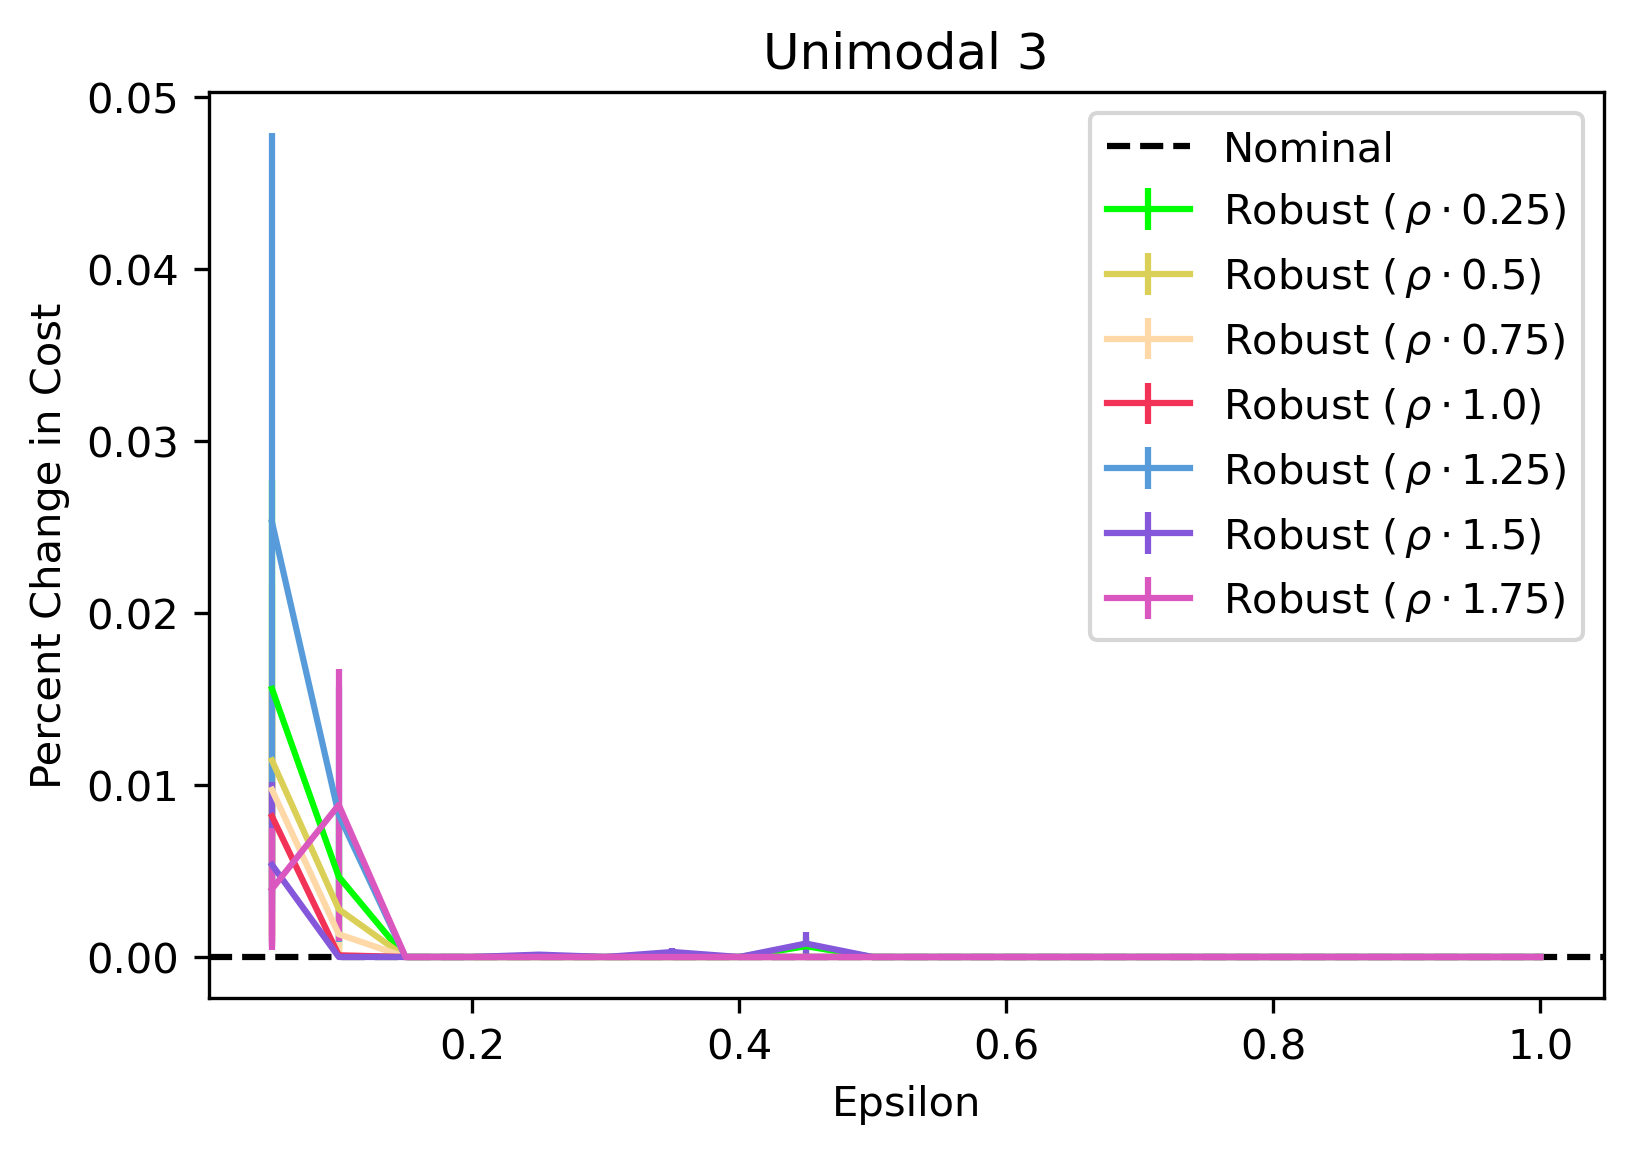 Unimodal 3
0.05
0.04
0.03
0.02
0.01
0.00
Percent Change in Cost
Nominal
Robust (ρ · 0.25)
Robust (ρ · 0.5)
Robust (ρ · 0.75)
Robust (ρ · 1.0)
Robust (ρ · 1.25)
Robust (ρ · 1.5)
Robust (ρ · 1.75)
0.2
0.4
0.6
0.8
1.0
Epsilon